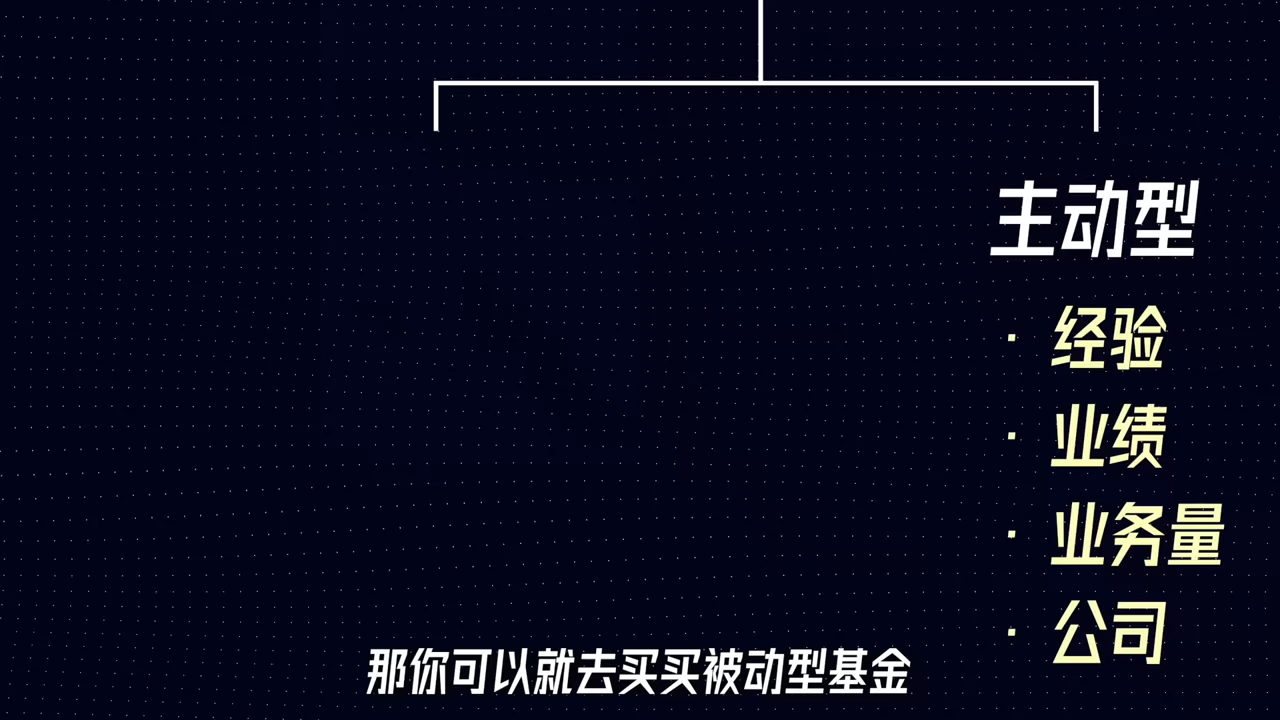 主动型
· 经验
· 业绩
· 业务量
· 公司
那你可以就去买买被动型基金